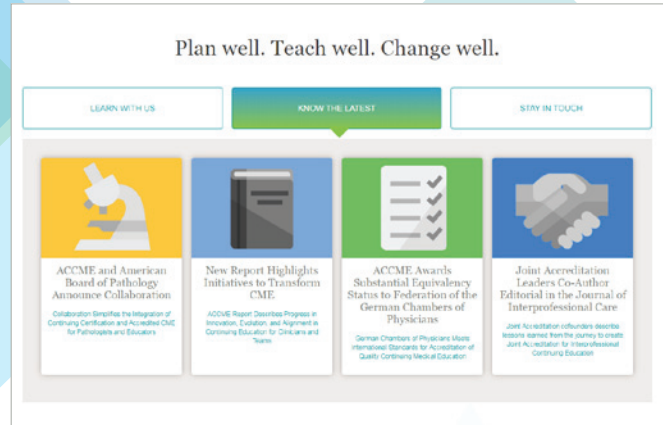 Plan well. Teach well. Change well.
LEARN WITH US
KNOW THE LATEST
STAY IN TOUCH
ACCME and American
Board of Pathology
Announce Collaboration
Collaboration Simplifies the Integration of
Continuing Certification and Accredited CME
for Pathologists and Educators
New Report Highlights
Initiatives to Transform
CME
ACCME Report Describes Progress in
Innovation, Evolution, and Alignment in
Continuing Education for Clinicians and
Teams
ACCME Awards
Substantial Equivalency
Status to Federation of the
German Chambers of
Physicians
German Chambers of Physicians Meets
International Standards for Accreditation of
Quality Continuing Medical Education
Joint Accreditation
Leaders Co-Author
Editorial in the Journal of
Interprofessional Care
Joint Accreditation cofounders describe
lessons learned from the journey to create
Joint Accreditation for Interprofessional
Continuing Education